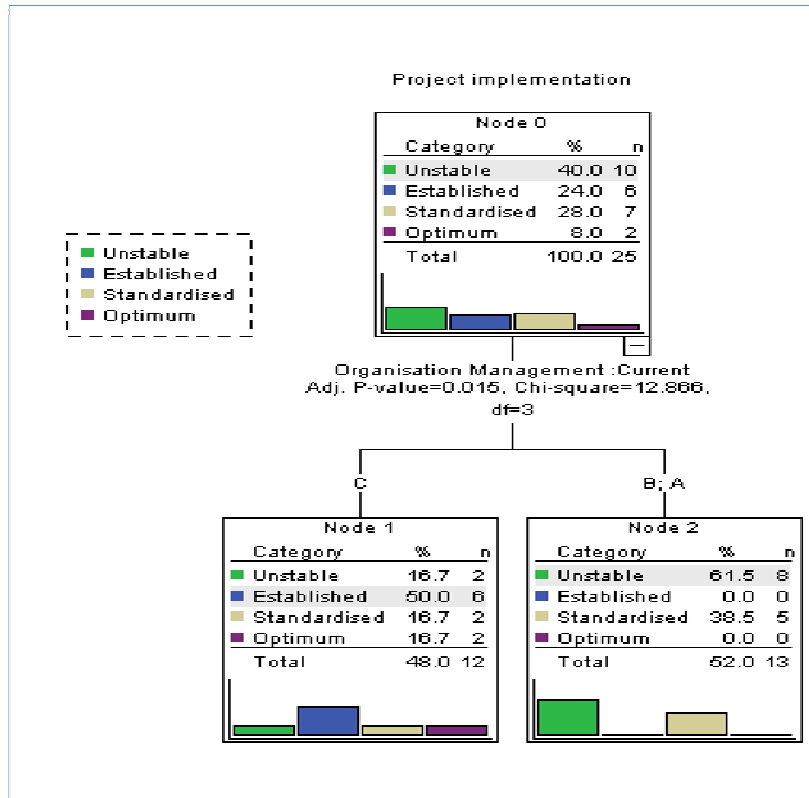 Project implementation
Node 0
Category % n
Unstable 40.0 10
Established 24.0 6
Standardised 28.0 7
Optimum 8.0 2
Total 100.0 25
Unstable
Established
Standardised
Optimum
Organisation Management :Current
Adj. P-value=0.015, Chi-square=12.866,
df=3
C
B; A
Node 1
Category % n
Unstable 16.7 2
Established 50.0 6
Standardised 16.7 2
Optimum 16.7 2
Total 48.0 12
Node 2
Category % n
Unstable 61.5 8
Established 0.0 0
Standardised 38.5 5
Optimum 0.0 0
Total 52.0 13